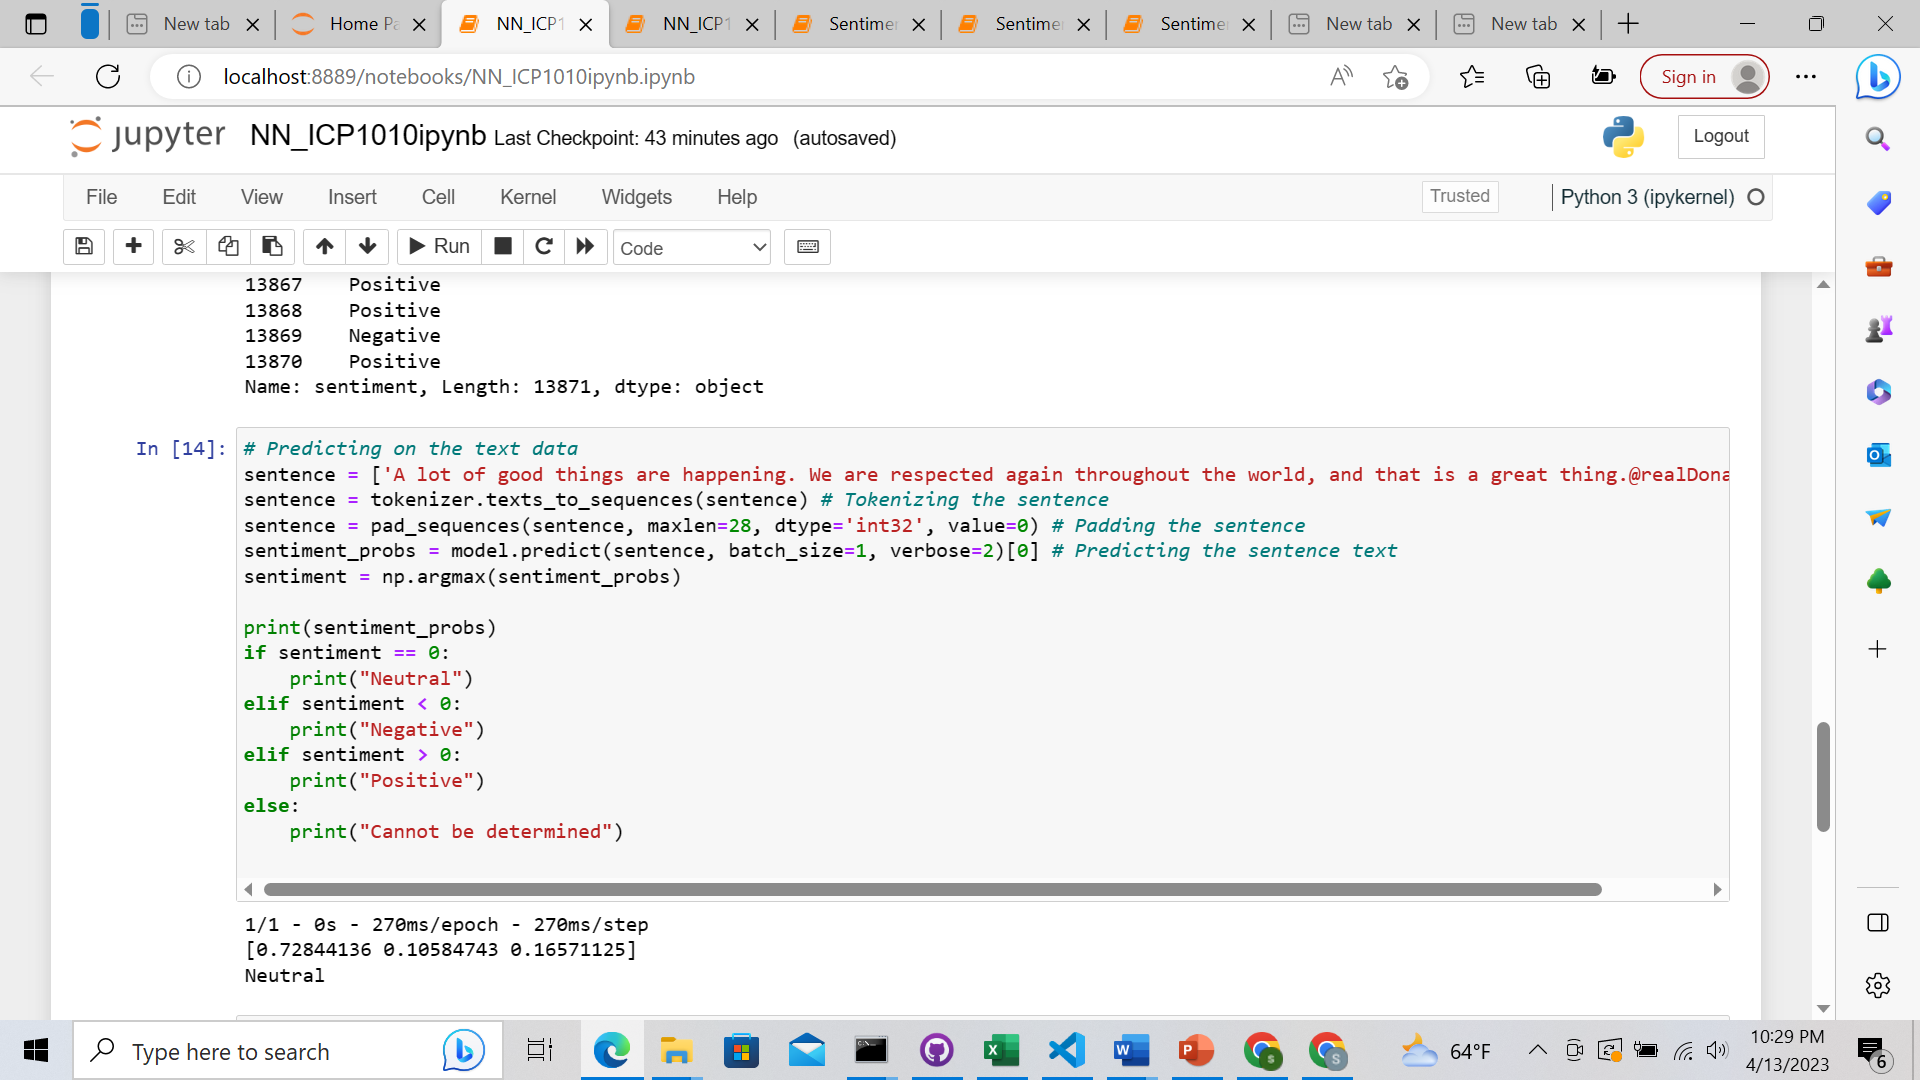 New tab
Home Pa
NN_ICP1
NN_ICP1
Sentimen
Sentimen
Sentimen
New tab
New tab
localhost:8889/notebooks/NN_ICP1010ipynb.ipynb
Sign in
jupyter NN_ICP1010ipynb Last Checkpoint: 43 minutes ago (autosaved)
Logout
File Edit View Insert Cell Kernel Widgets Help
Trusted
Python 3 (ipykernel)
Run
Code
13867 Positive
13868 Positive
13869 Negative
13870 Positive
Name: sentiment, Length: 13871, dtype: object
In [14]:
# Predicting on the text data
sentence = ['A lot of good things are happening. We are respected again throughout the world, and that is a great thing.@realDona
sentence = tokenizer.texts_to_sequences(sentence) # Tokenizing the sentence
sentence = pad_sequences(sentence, maxlen=28, dtype='int32', value=0) # Padding the sentence
sentiment_probs = model.predict(sentence, batch_size=1, verbose=2)[0] # Predicting the sentence text
sentiment = np.argmax(sentiment_probs)
print(sentiment_probs)
if sentiment == 0:
    print("Neutral")
elif sentiment < 0:
    print("Negative")
elif sentiment > 0:
    print("Positive")
else:
    print("Cannot be determined")
1/1 - 0s - 270ms/epoch - 270ms/step
[0.72844136 0.10584743 0.16571125]
Neutral
Type here to search
64°F
10:29 PM
4/13/2023
6